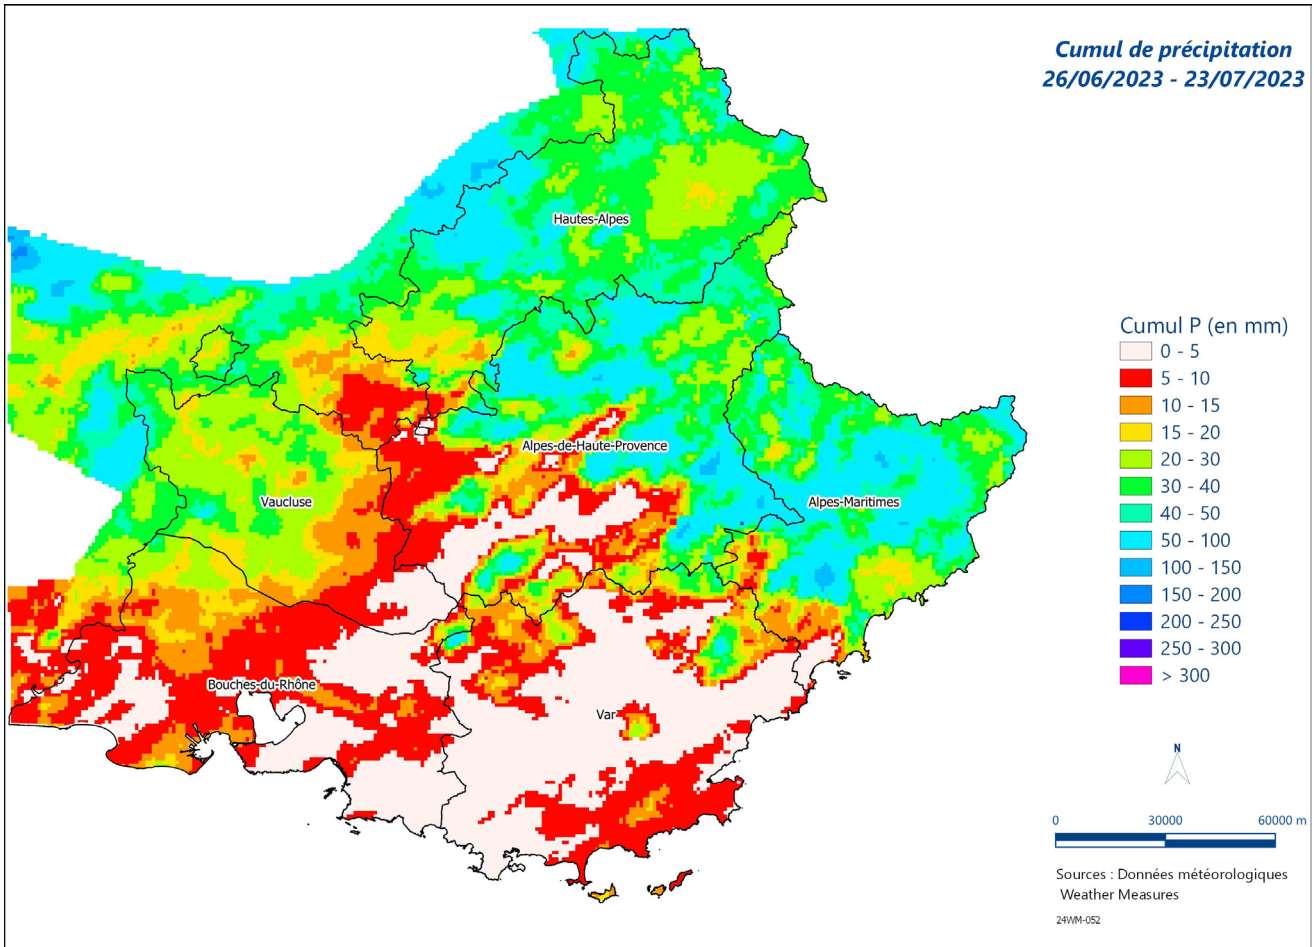 Cumul de précipitation
26/06/2023 - 23/07/2023
Hautes-Alpes
Alpes-de-Haute-Provence
Vaucluse
Alpes-Maritimes
Bouches-du-Rhône
Var
Cumul P (en mm)
0 - 5
5 - 10
10 - 15
15 - 20
20 - 30
30 - 40
40 - 50
50 - 100
100 - 150
150 - 200
200 - 250
250 - 300
> 300
N
0 30000 60000 m
Sources : Données météorologiques
Weather Measures
24WM-052